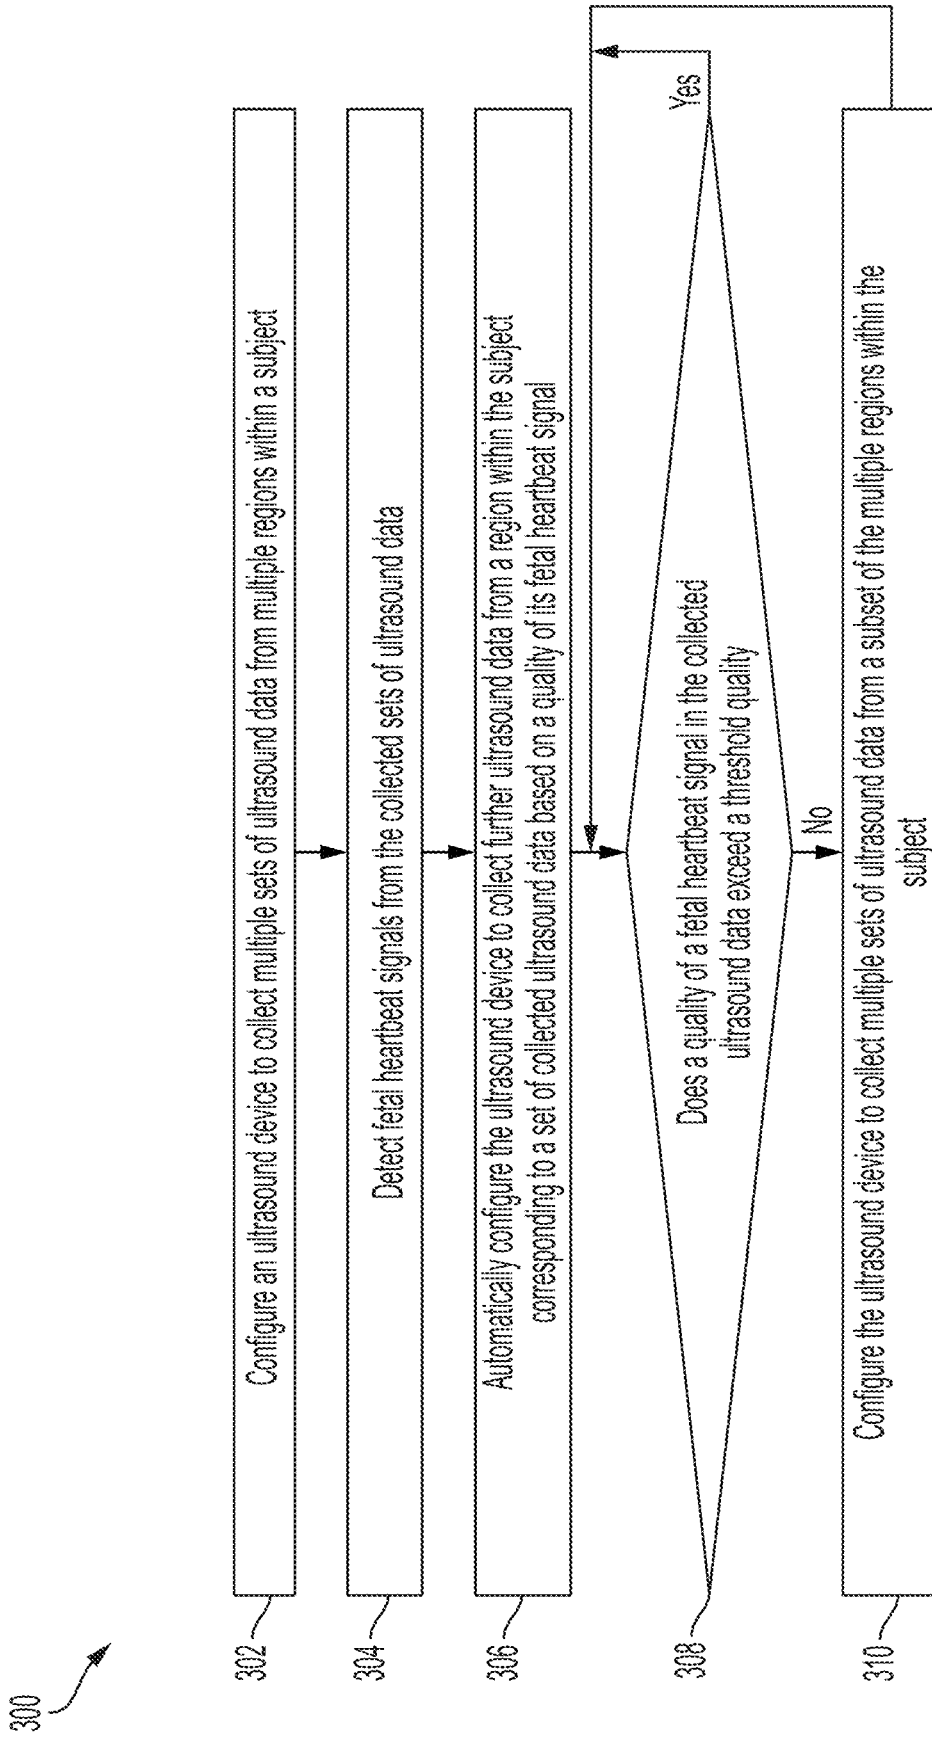 300
302
Configure an ultrasound device to collect multiple sets of ultrasound data from multiple regions within a subject
304
Detect fetal heartbeat signals from the collected sets of ultrasound data
306
Automatically configure the ultrasound device to collect further ultrasound data from a region within the subject
corresponding to a set of collected ultrasound data based on a quality of its fetal heartbeat signal
308
Does a quality of a fetal heartbeat signal in the collected
ultrasound data exceed a threshold quality
Yes
No
310
Configure the ultrasound device to collect multiple sets of ultrasound data from a subset of the multiple regions within the
subject